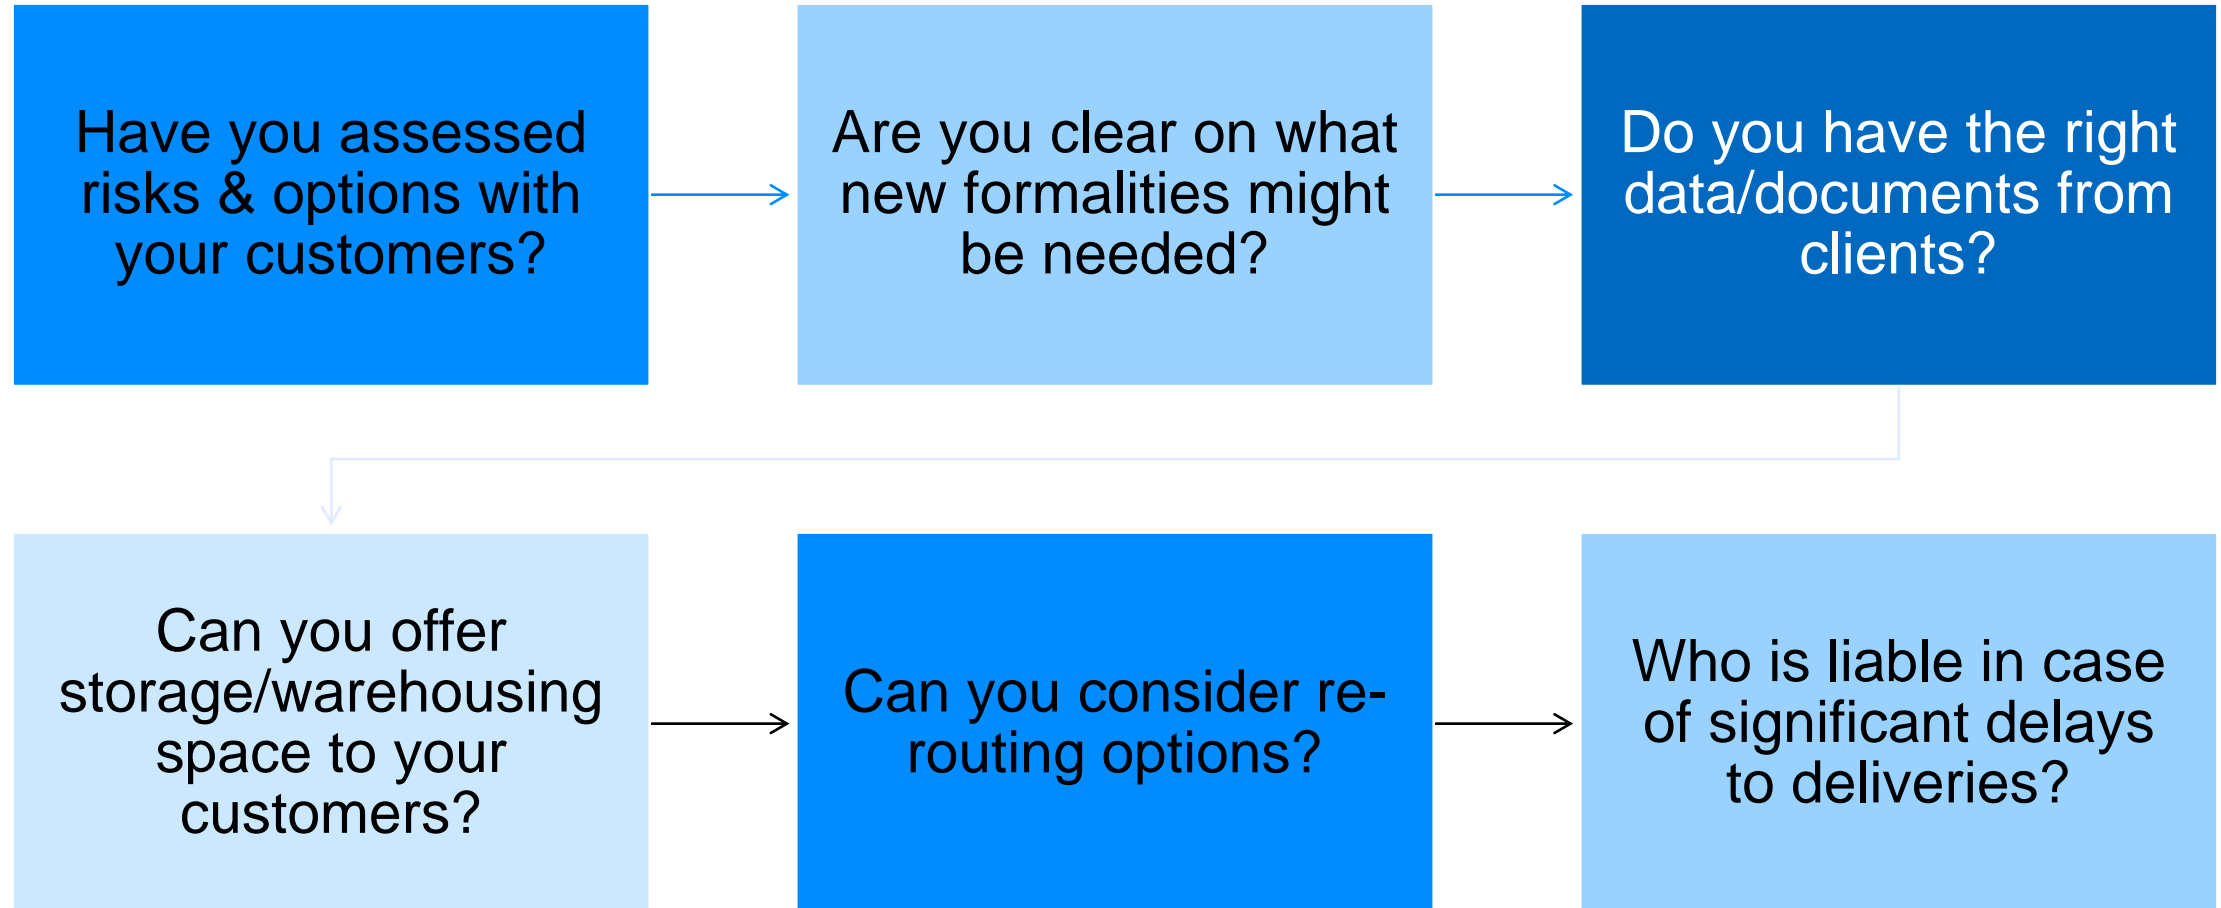 Have you assessed
risks & options with
your customers?
Are you clear on what
new formalities might
be needed?
Do you have the right
data/documents from
clients?
Can you offer
storage/warehousing
space to your
customers?
Can you consider re-
routing options?
Who is liable in case
of significant delays
to deliveries?